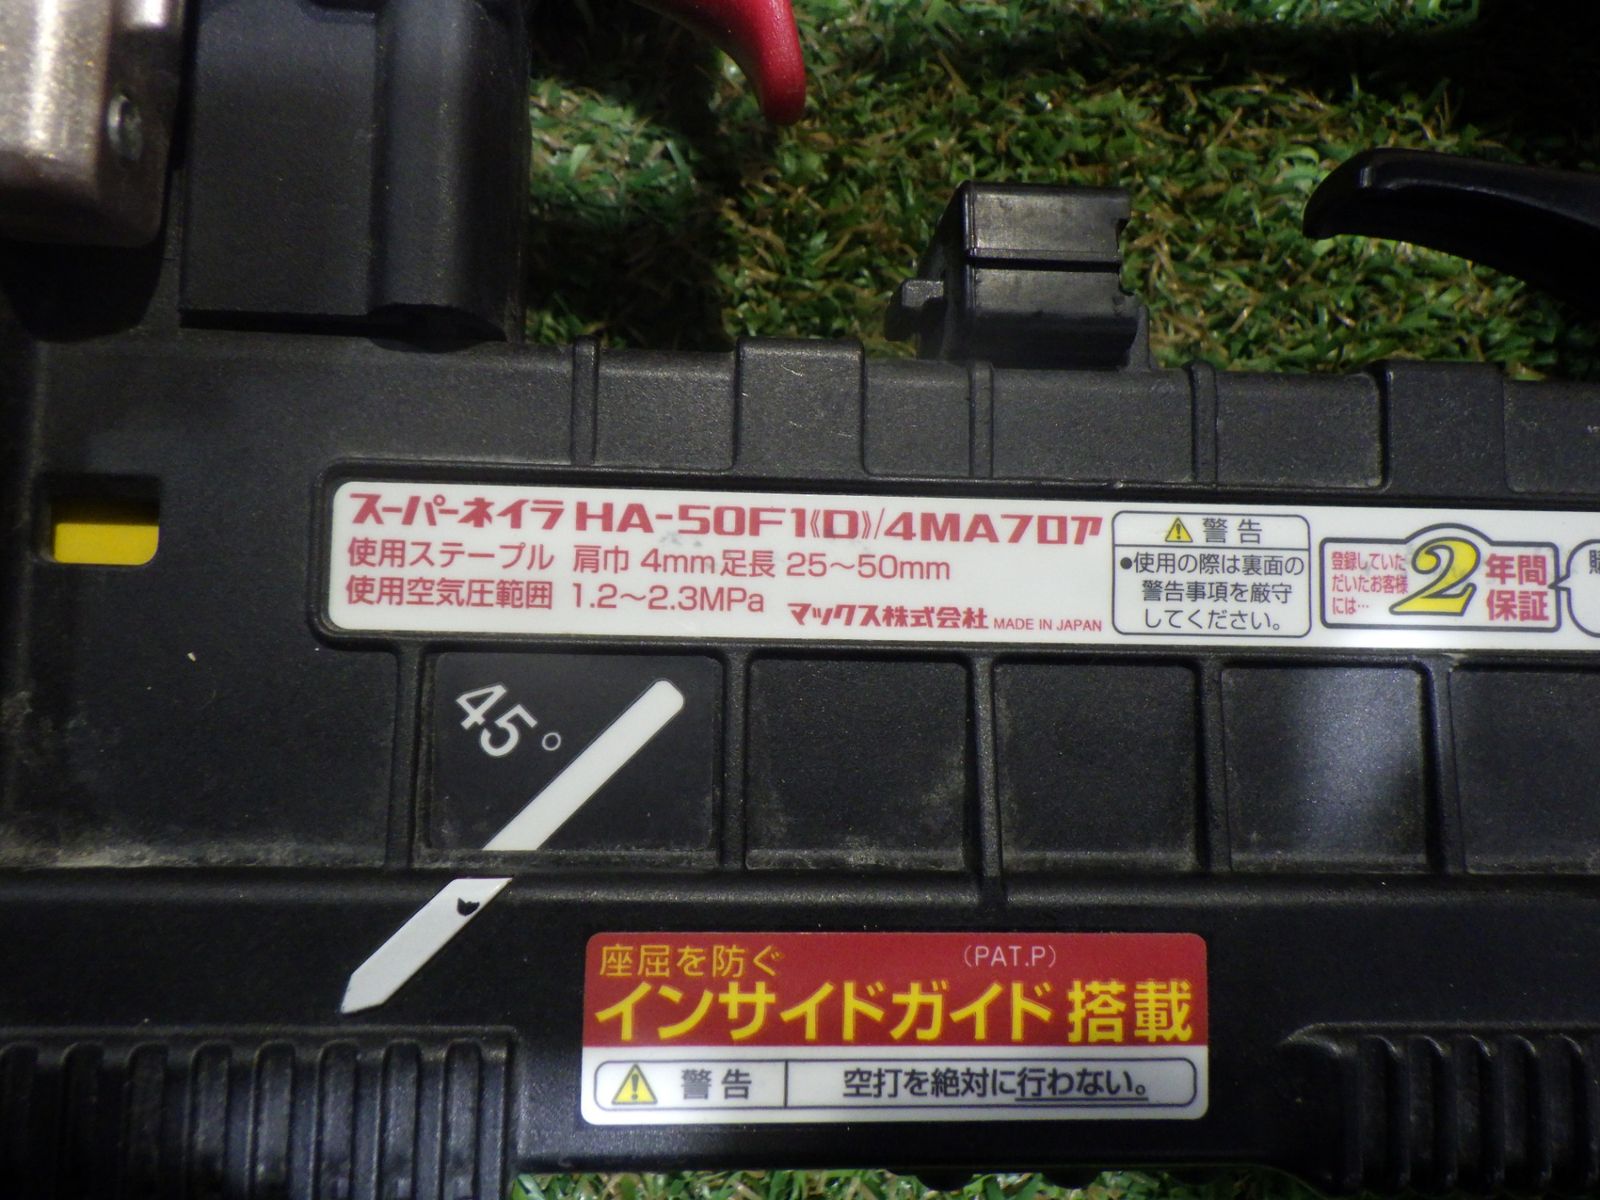 スーパーネイラ HA-50F1《D》/4MAフロア
使用ステープル 肩巾 4mm 足長 25～50mm
使用空気圧範囲 1.2～2.3MPa マックス株式会社 MADE IN JAPAN
警告
●使用の際は裏面の
警告事項を厳守
してください。
登録していた
だいたお客様
には…
2年間
保証
45°
座屈を防ぐ (PAT.P)
インサイドガイド搭載
警告 空打を絶対に行わない。